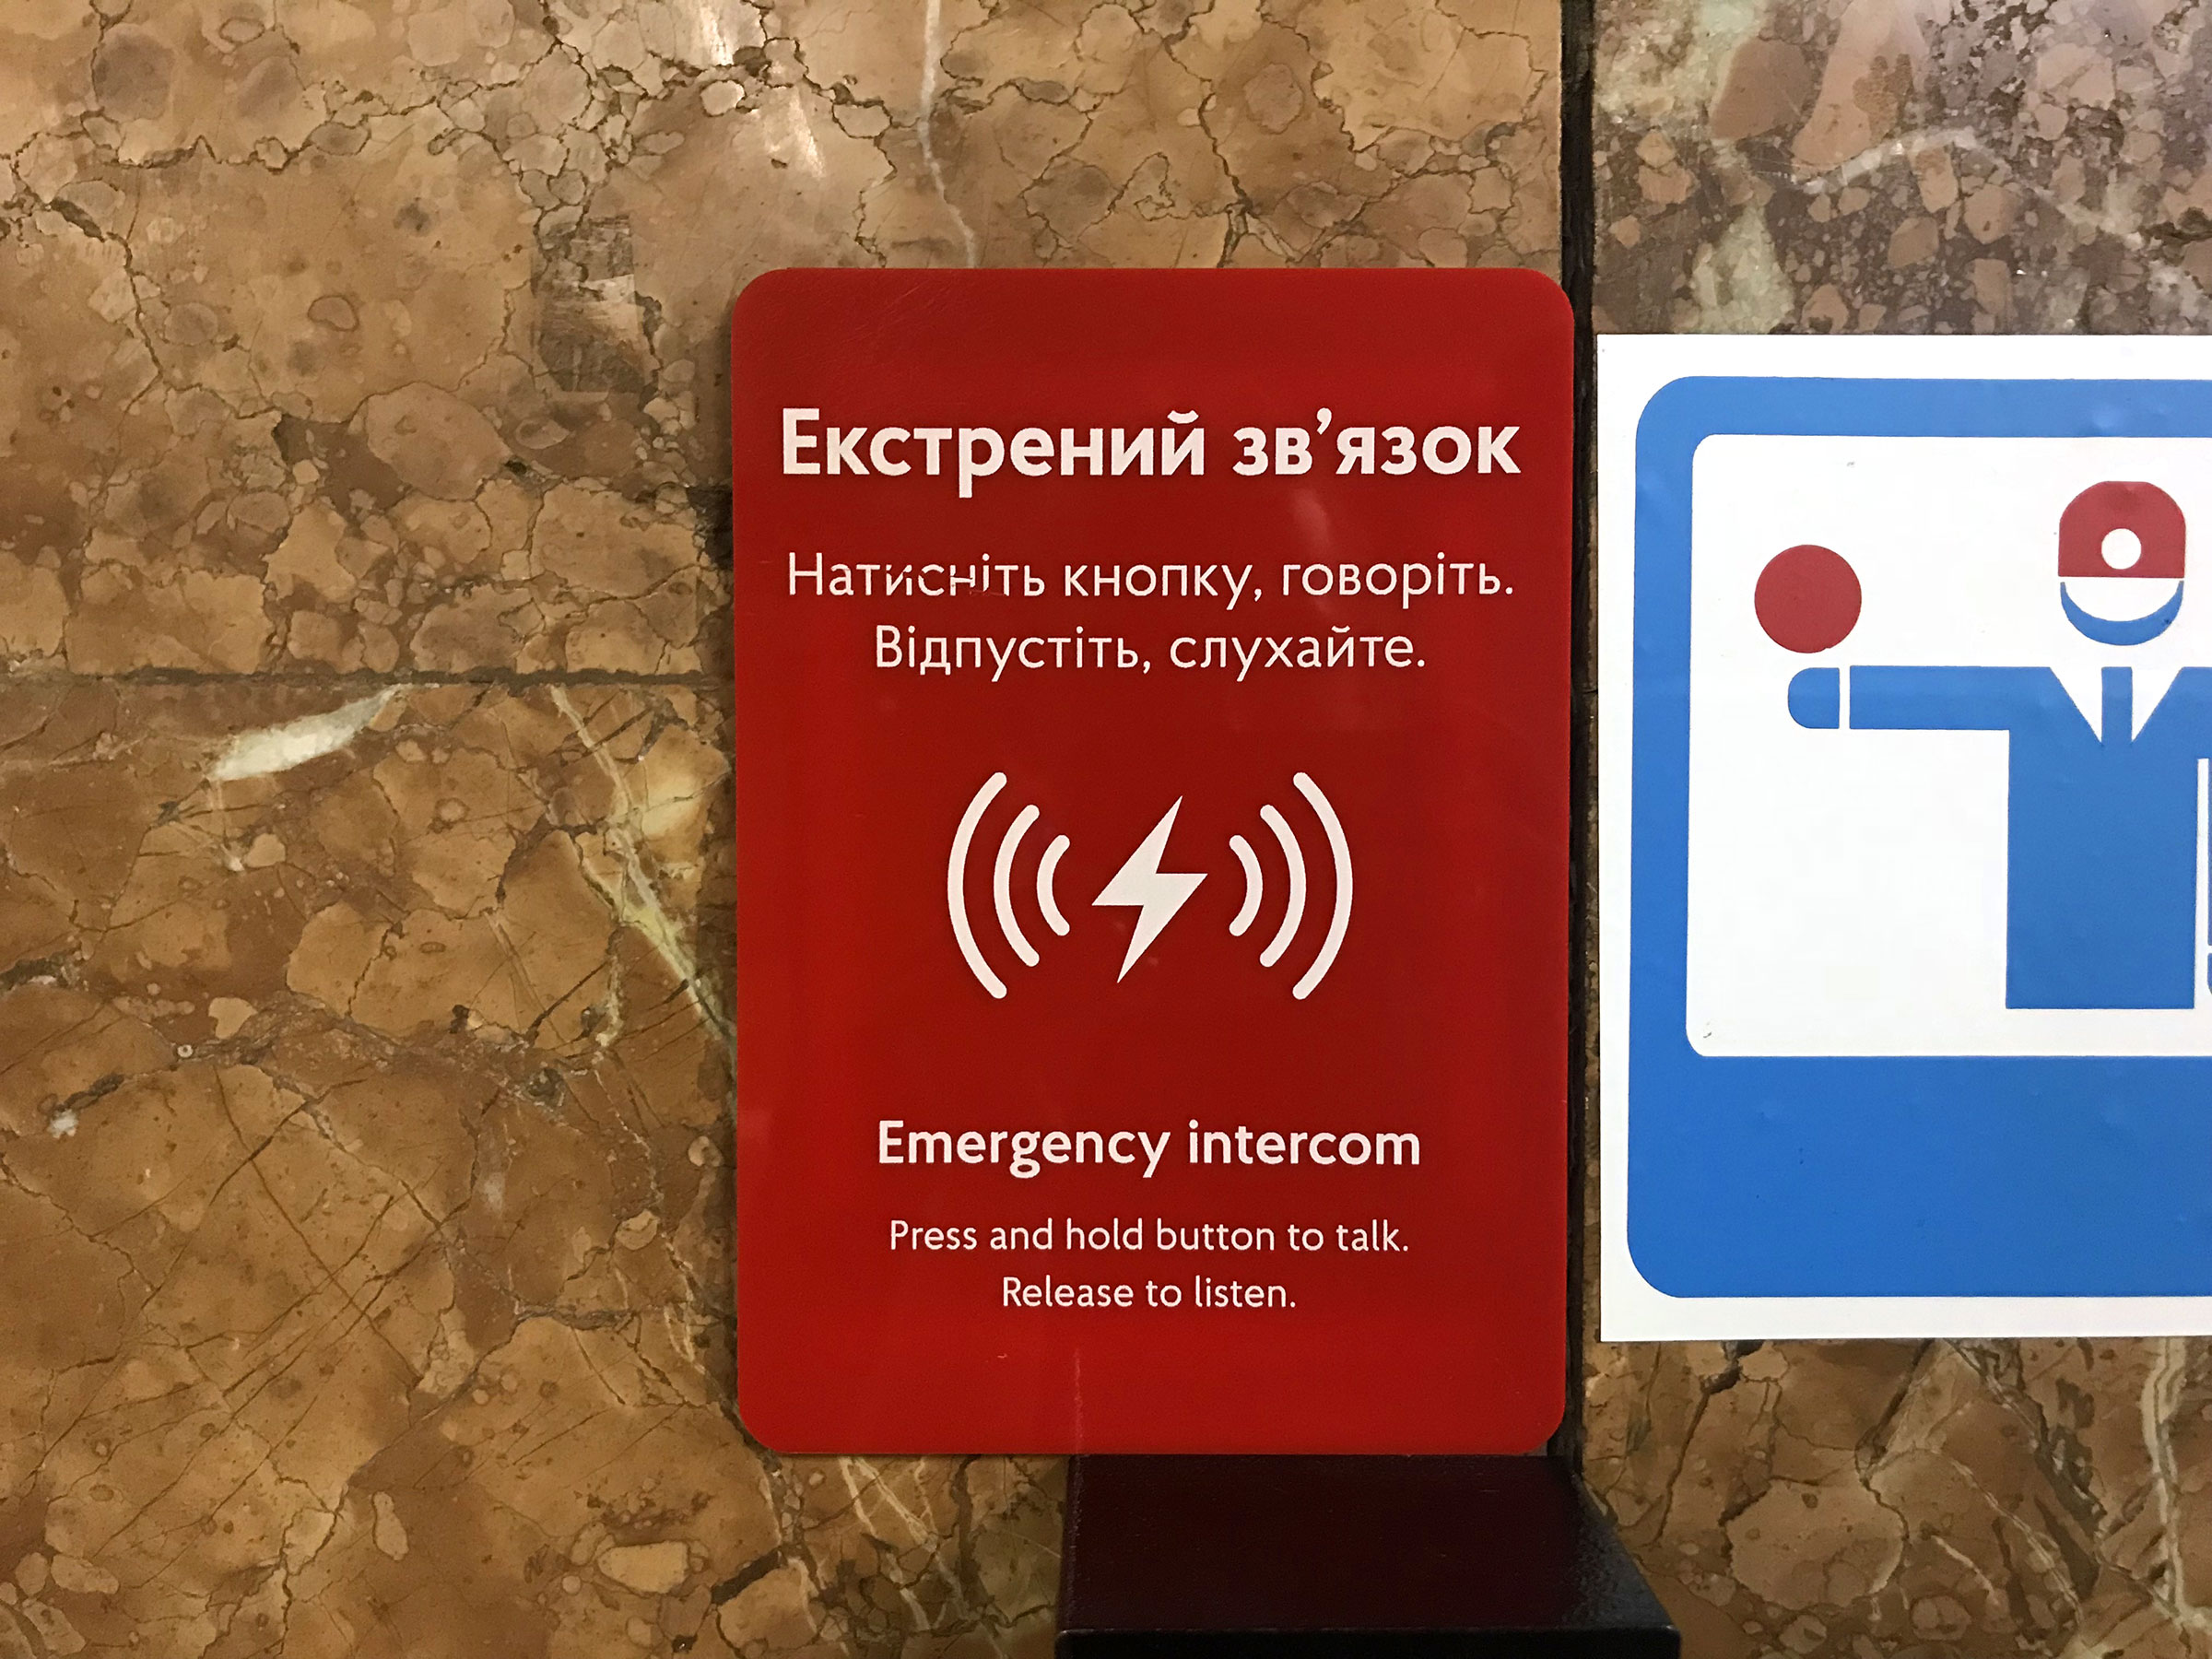 Екстрений зв’язок
Натисніть кнопку, говоріть.
Відпустіть, слухайте.
Emergency intercom
Press and hold button to talk.
Release to listen.